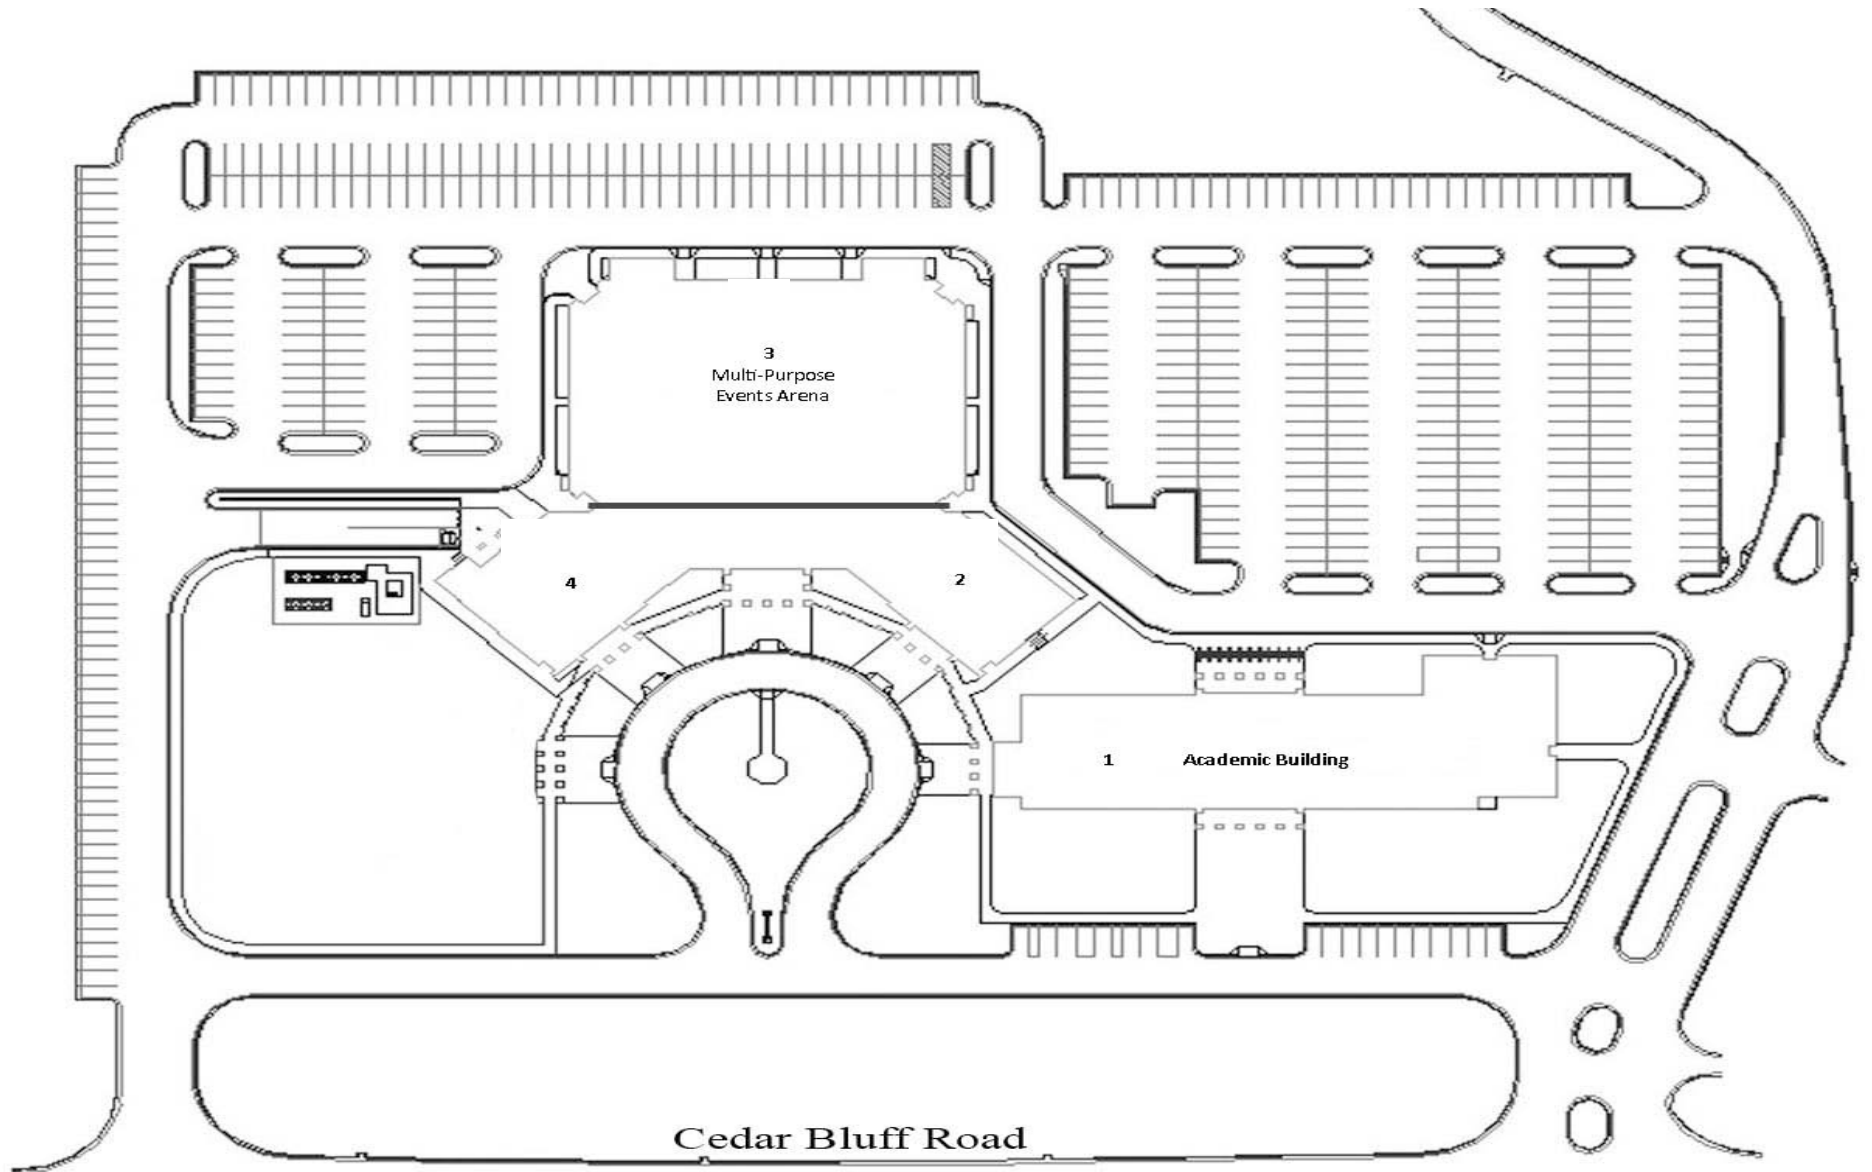 3
Multi-Purpose
Events Arena
4
2
1 Academic Building
Cedar Bluff Road